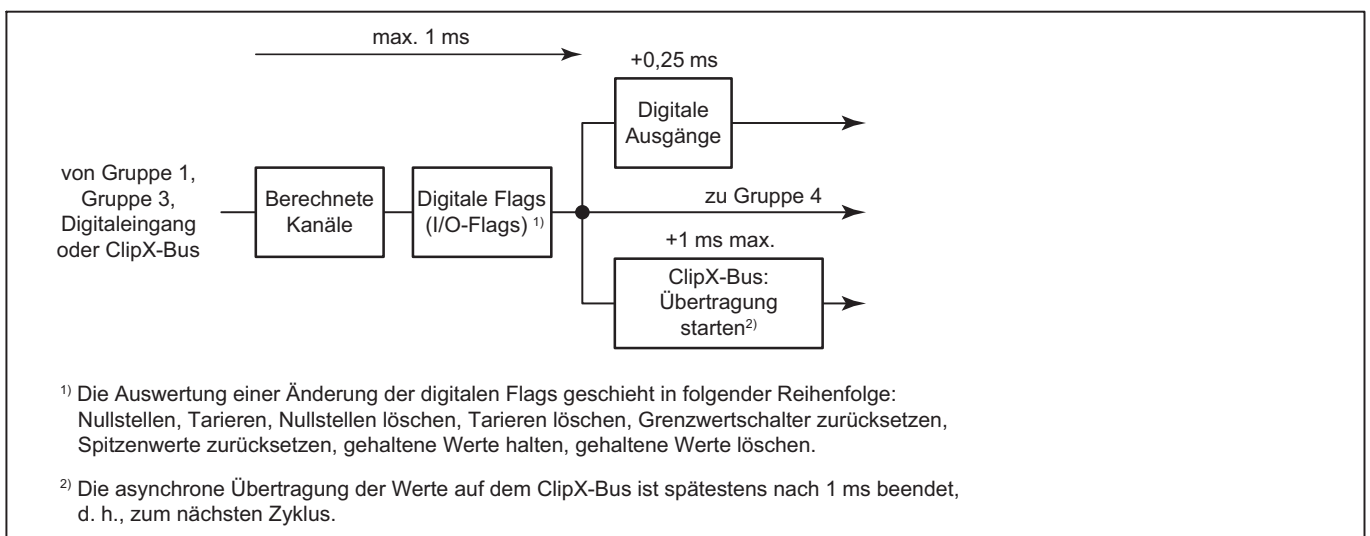 max. 1 ms
+0,25 ms
Digitale
Ausgänge
von Gruppe 1,
Gruppe 3,
Digitaleingang
oder ClipX-Bus
Berechnete
Kanäle
Digitale Flags
(I/O-Flags) 1)
zu Gruppe 4
+1 ms max.
ClipX-Bus:
Übertragung
starten2)
1) Die Auswertung einer Änderung der digitalen Flags geschieht in folgender Reihenfolge:
Nullstellen, Tarieren, Nullstellen löschen, Tarieren löschen, Grenzwertschalter zurücksetzen,
Spitzenwerte zurücksetzen, gehaltene Werte halten, gehaltene Werte löschen.
2) Die asynchrone Übertragung der Werte auf dem ClipX-Bus ist spätestens nach 1 ms beendet,
d. h., zum nächsten Zyklus.